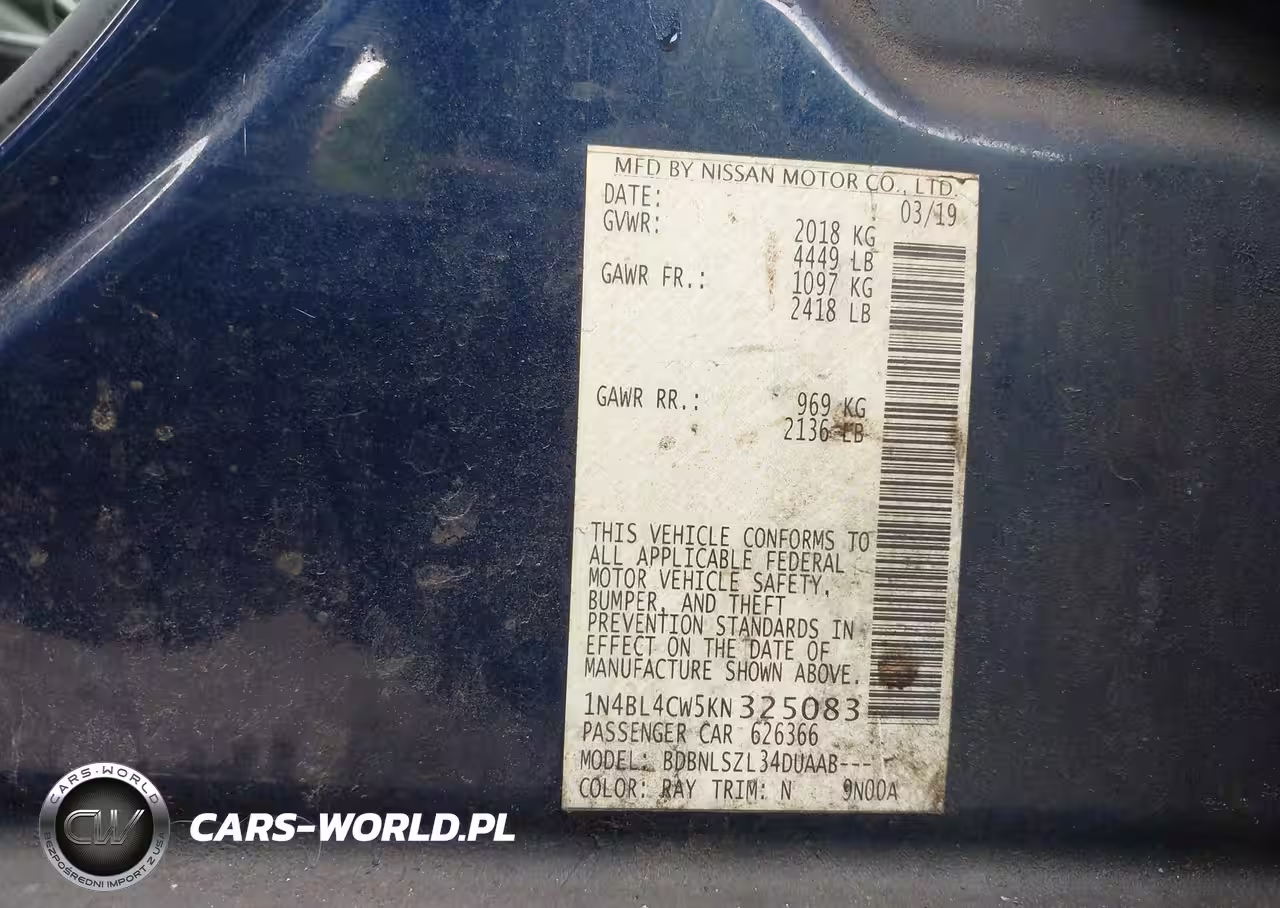 MFD BY NISSAN MOTOR CO., LTD.
DATE: 03/19
GVWR: 2018 KG
4449 LB
GAWR FR.: 1097 KG
2418 LB
GAWR RR.: 969 KG
2136 LB
THIS VEHICLE CONFORMS TO
ALL APPLICABLE FEDERAL
MOTOR VEHICLE SAFETY,
BUMPER, AND THEFT
PREVENTION STANDARDS IN
EFFECT ON THE DATE OF
MANUFACTURE SHOWN ABOVE.
1N4BL4CW5KN325083
PASSENGER CAR 626366
MODEL: BDBNLSZL34DUAAB---
COLOR: RAY TRIM: N 9N00A
CARS-WORLD
CW
BEZPOŚREDNI IMPORT Z USA
CARS-WORLD.PL